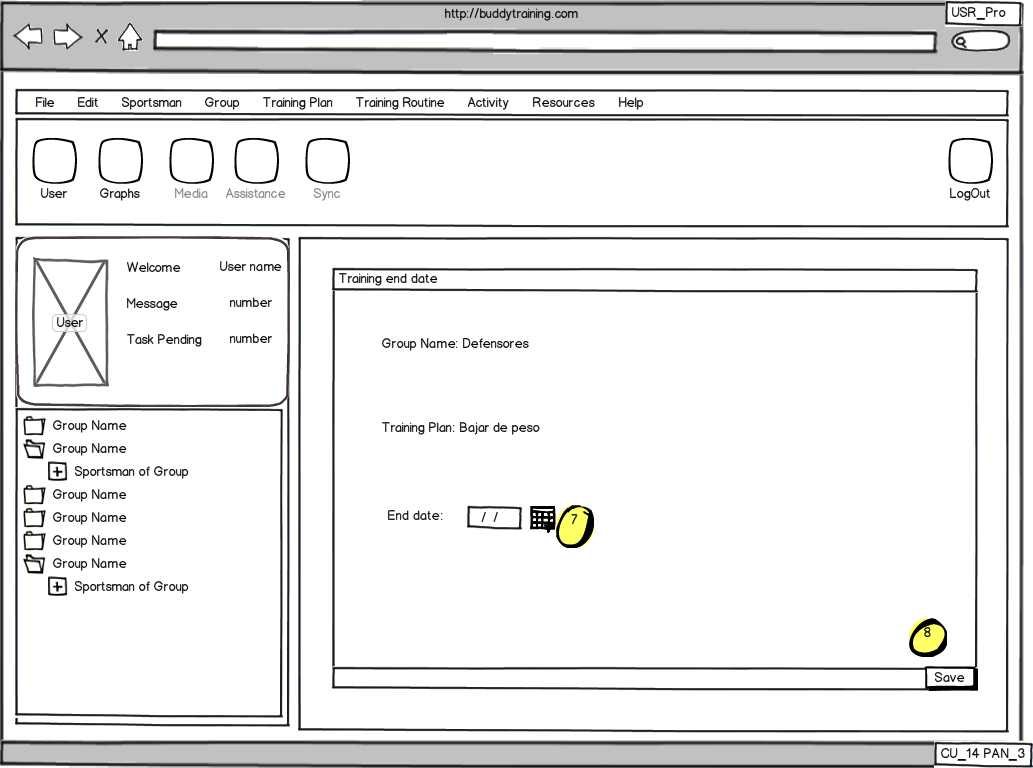 http://buddytraining.com
USR_Pro
File Edit Sportsman Group Training Plan Training Routine Activity Resources Help
User Graphs Media Assistance Sync LogOut
Welcome User name
Message number
User
Task Pending number
Group Name
Group Name
Sportsman of Group
Group Name
Group Name
Group Name
Group Name
Sportsman of Group
Training end date
Group Name: Defensores
Training Plan: Bajar de peso
End date: / / 7
8
Save
CU_14 PAN_3